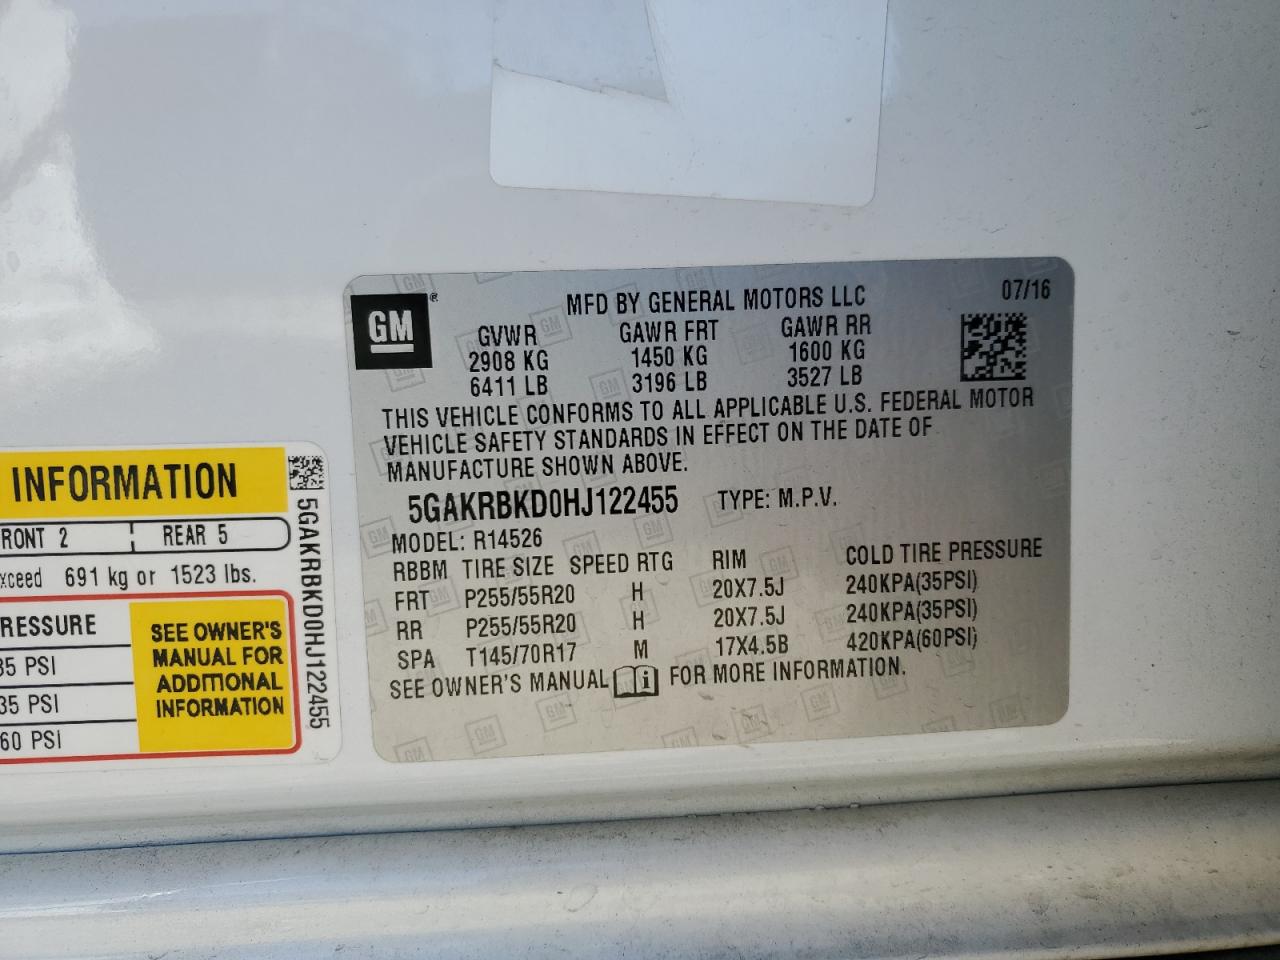 GM®
MFD BY GENERAL MOTORS LLC 07/16
GVWR GAWR FRT GAWR RR
2908 KG 1450 KG 1600 KG
6411 LB 3196 LB 3527 LB
THIS VEHICLE CONFORMS TO ALL APPLICABLE U.S. FEDERAL MOTOR
VEHICLE SAFETY STANDARDS IN EFFECT ON THE DATE OF
MANUFACTURE SHOWN ABOVE.
5GAKRBKD0HJ122455 TYPE: M.P.V.
MODEL: R14526
RBBM TIRE SIZE SPEED RTG RIM COLD TIRE PRESSURE
FRT P255/55R20 H 20X7.5J 240KPA(35PSI)
RR P255/55R20 H 20X7.5J 240KPA(35PSI)
SPA T145/70R17 M 17X4.5B 420KPA(60PSI)
SEE OWNER'S MANUAL i FOR MORE INFORMATION.
INFORMATION
RONT 2 REAR 5
xceed 691 kg or 1523 lbs.
RESSURE
35 PSI
35 PSI
60 PSI
SEE OWNER'S
MANUAL FOR
ADDITIONAL
INFORMATION
5GAKRBKD0HJ122455